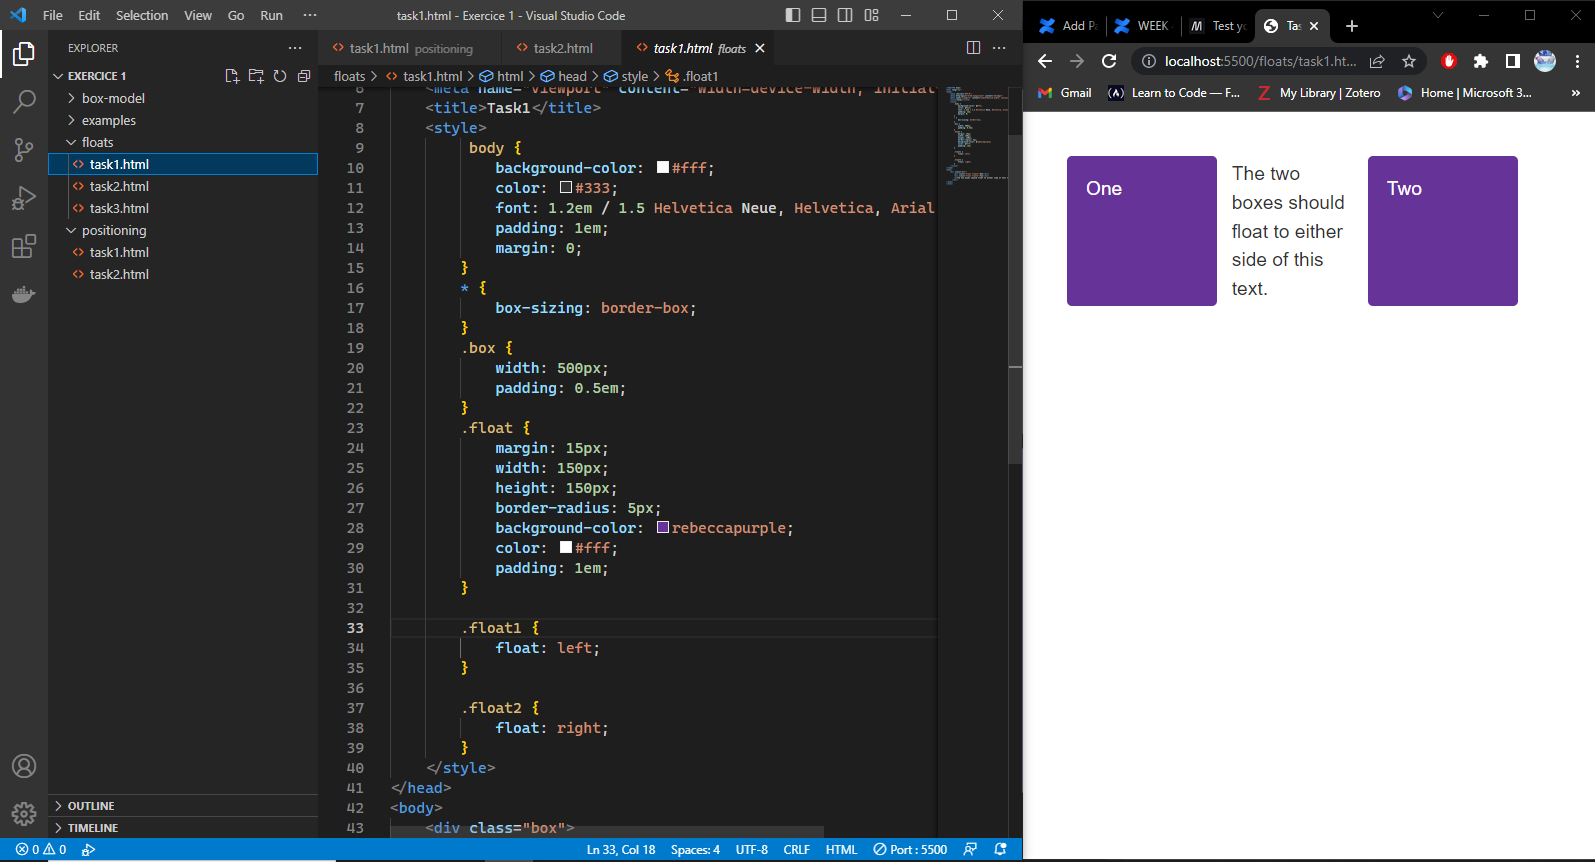 File Edit Selection View Go Run ···
task1.html - Exercice 1 - Visual Studio Code
EXPLORER
EXERCICE 1
box-model
examples
floats
task1.html
task2.html
task3.html
positioning
task1.html
task2.html
OUTLINE
TIMELINE
task1.html positioning
task2.html
task1.html floats
floats > task1.html > html > head > style > .float1
6 <meta name="viewport" content="width=device-width, initial
7 <title>Task1</title>
8 <style>
9 body {
10 background-color: #fff;
11 color: #333;
12 font: 1.2em / 1.5 Helvetica Neue, Helvetica, Arial
13 padding: 1em;
14 margin: 0;
15 }
16 * {
17 box-sizing: border-box;
18 }
19 .box {
20 width: 500px;
21 padding: 0.5em;
22 }
23 .float {
24 margin: 15px;
25 width: 150px;
26 height: 150px;
27 border-radius: 5px;
28 background-color: rebeccapurple;
29 color: #fff;
30 padding: 1em;
31 }
32
33 .float1 {
34 float: left;
35 }
36
37 .float2 {
38 float: right;
39 }
40 </style>
41 </head>
42 <body>
43 <div class="box">
0 0
Ln 33, Col 18 Spaces: 4 UTF-8 CRLF HTML Port : 5500
Add P
WEEK
Test y
Tas
localhost:5500/floats/task1.ht...
Gmail
Learn to Code — F...
My Library | Zotero
Home | Microsoft 3...
»
One
The two
boxes should
float to either
side of this
text.
Two